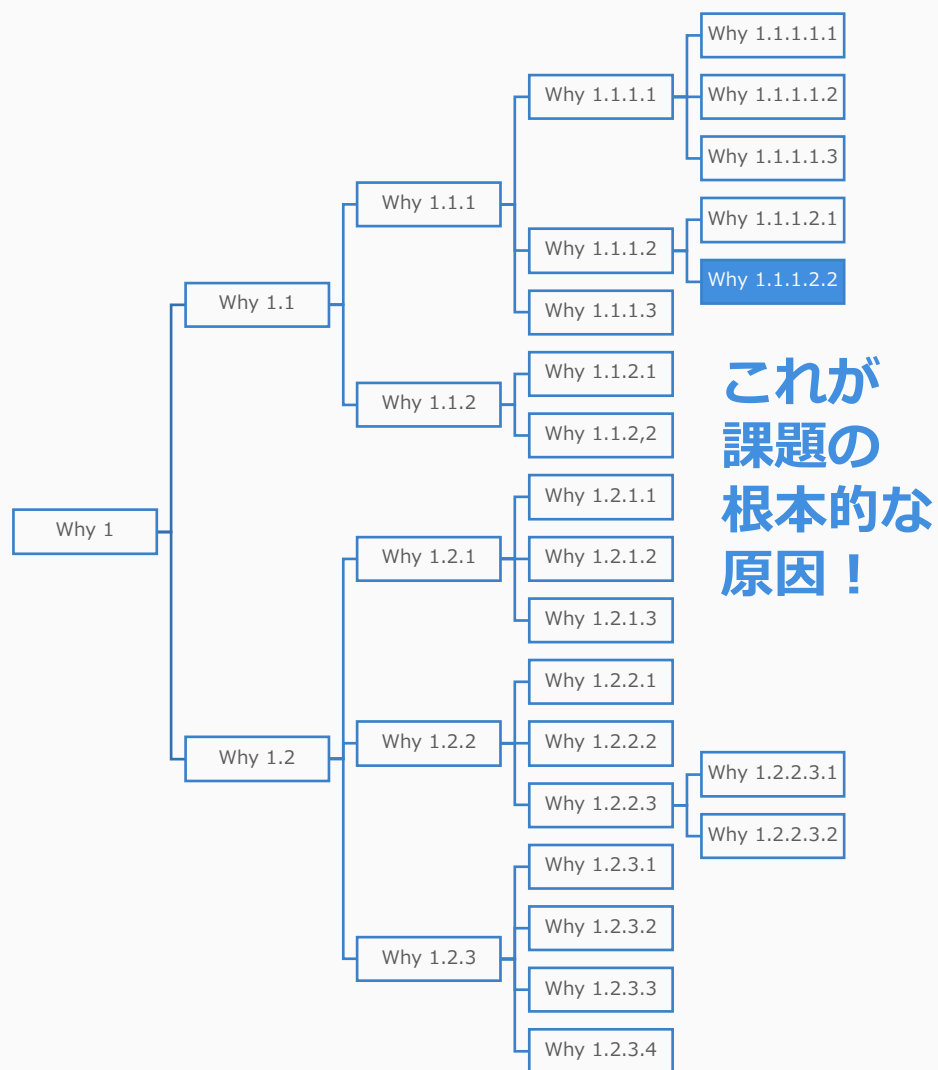 Why 1.1.1.1.1
Why 1.1.1.1
Why 1.1.1.1.2
Why 1.1.1.1.3
Why 1.1.1
Why 1.1.1.2.1
Why 1.1.1.2
Why 1.1.1.2.2
Why 1.1
Why 1.1.1.3
Why 1.1.2.1
Why 1.1.2
Why 1.1.2,2
これが
課題の
根本的な
原因！
Why 1.2.1.1
Why 1
Why 1.2.1
Why 1.2.1.2
Why 1.2.1.3
Why 1.2.2.1
Why 1.2
Why 1.2.2
Why 1.2.2.2
Why 1.2.2.3.1
Why 1.2.2.3
Why 1.2.2.3.2
Why 1.2.3.1
Why 1.2.3.2
Why 1.2.3
Why 1.2.3.3
Why 1.2.3.4